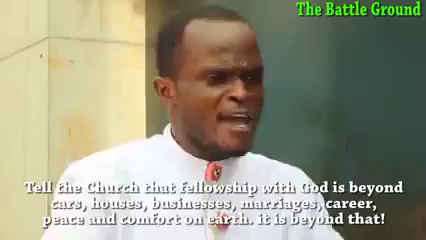 The Battle Ground
Tell the Church that fellowship with God is beyond
cars, houses, businesses, marriages, career,
peace and comfort on earth. it is beyond that!